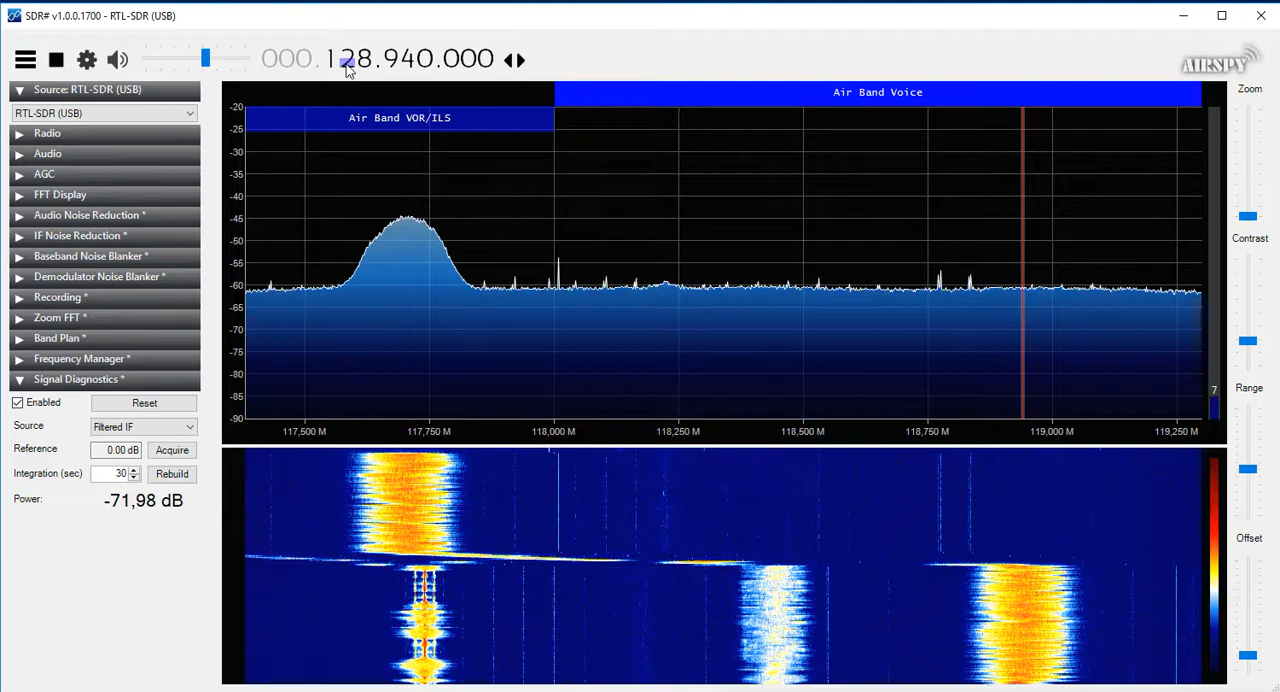 SDR# v1.0.0.1700 - RTL-SDR (USB)
000.128.940.000
AIRSPY
Source: RTL-SDR (USB)
RTL-SDR (USB)
Radio
Audio
AGC
FFT Display
Audio Noise Reduction *
IF Noise Reduction *
Baseband Noise Blanker *
Demodulator Noise Blanker *
Recording *
Zoom FFT *
Band Plan *
Frequency Manager *
Signal Diagnostics *
Enabled
Reset
Source
Filtered IF
Reference
0.00 dB
Acquire
Integration (sec)
30
Rebuild
Power:
-71,98 dB
Air Band Voice
Air Band VOR/ILS
-20
-25
-30
-35
-40
-45
-50
-55
-60
-65
-70
-75
-80
-85
-90
117,500 M
117,750 M
118,000 M
118,250 M
118,500 M
118,750 M
119,000 M
119,250 M
7
Zoom
Contrast
Range
Offset